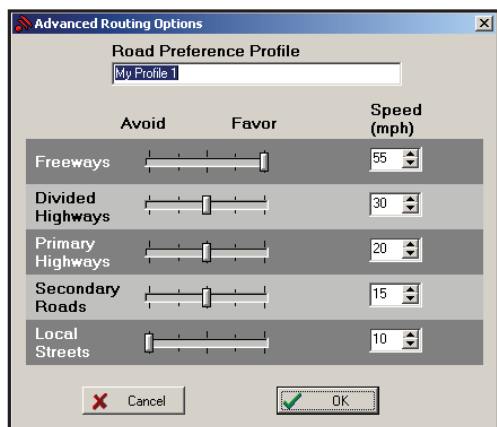 Advanced Routing Options
Road Preference Profile
My Profile 1
Avoid Favor Speed (mph)
Freeways 55
Divided Highways 30
Primary Highways 20
Secondary Roads 15
Local Streets 10
Cancel OK